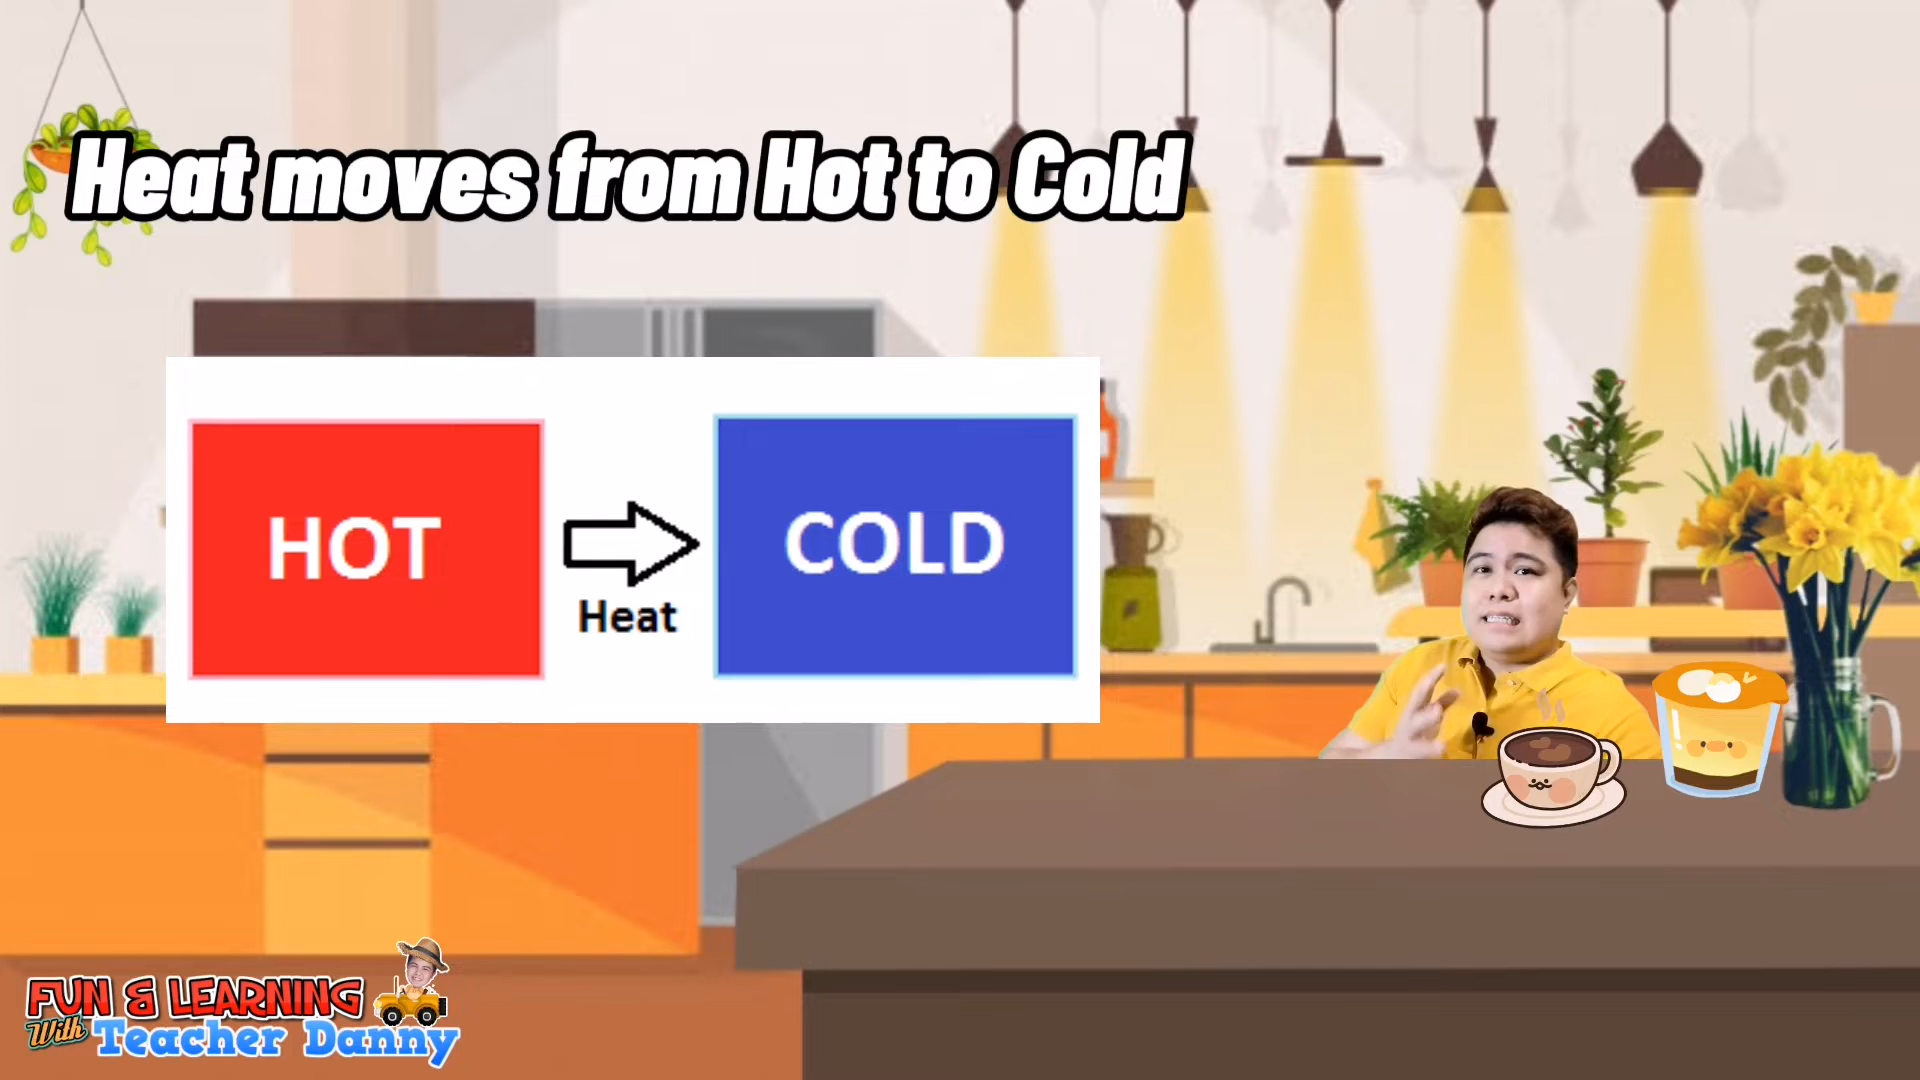 Heat moves from Hot to Cold
HOT
COLD
Heat
FUN & LEARNING
With Teacher Danny